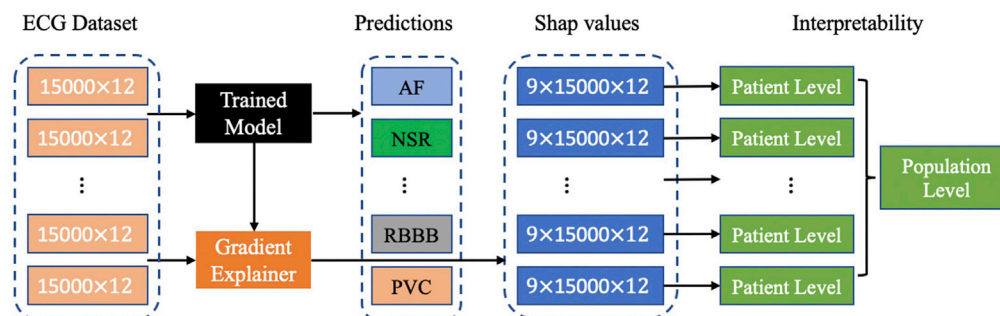 ECG Dataset
Predictions
Shap values
Interpretability
15000×12
15000×12
⋮
15000×12
15000×12
Trained
Model
Gradient
Explainer
AF
NSR
⋮
RBBB
PVC
9×15000×12
9×15000×12
⋮
9×15000×12
9×15000×12
Patient Level
Patient Level
⋮
Patient Level
Patient Level
Population
Level